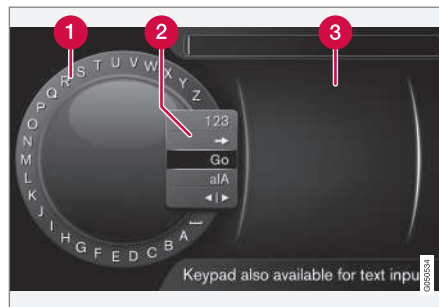 1
2
3
A B C D E F G H I J K L M N O P Q R S T U V W X Y Z
123
Go
a|A
Keypad also available for text inpu
G050534